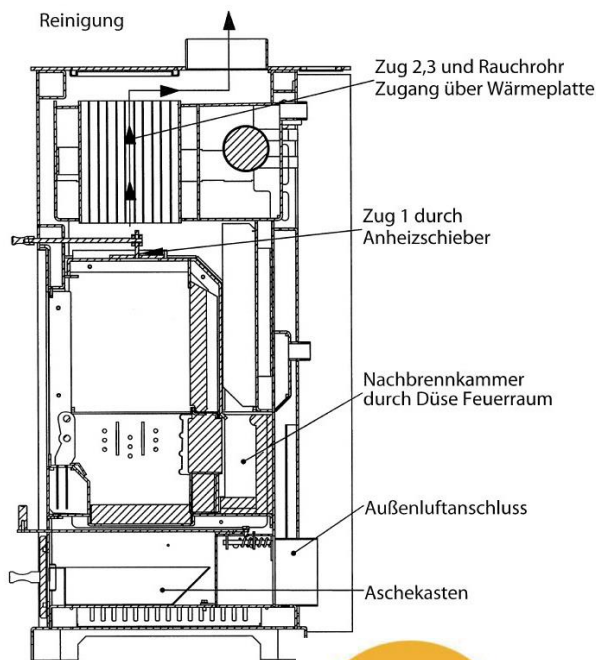 Reinigung
Zug 2,3 und Rauchrohr
Zugang über Wärmeplatte
Zug 1 durch
Anheizschieber
Nachbrennkammer
durch Düse Feuerraum
Außenluftanschluss
Aschekasten